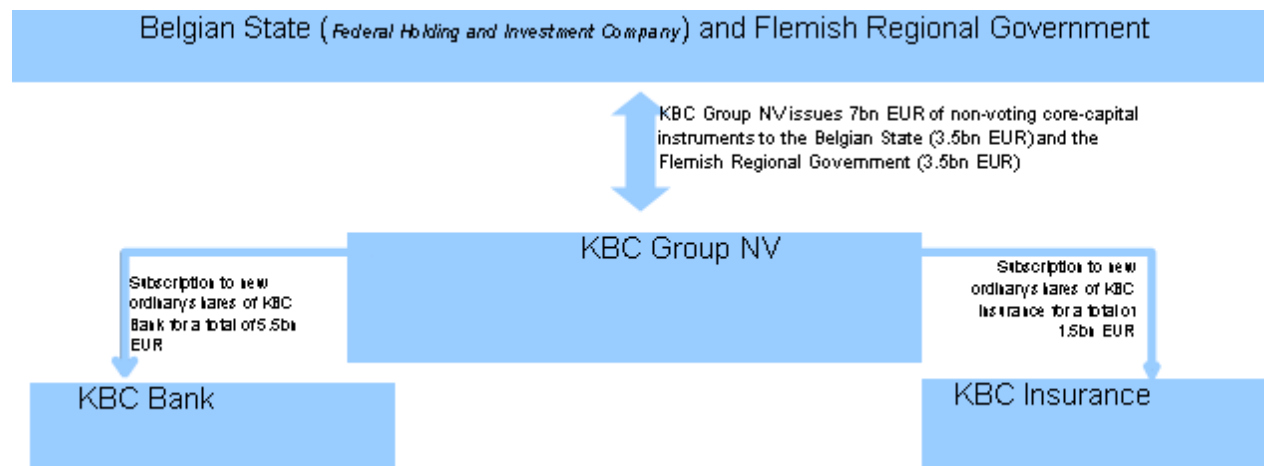 Belgian State (Federal Holding and Investment Company) and Flemish Regional Government
KBC Group NV issues 7bn EUR of non-voting core-capital
instruments to the Belgian State (3.5bn EUR) and the
Flemish Regional Government (3.5bn EUR)
KBC Group NV
Subscription to new
ordinary shares of KBC
Bank for a total of 5.5bn
EUR
Subscription to new
ordinary shares of KBC
Insurance for a total of
1.5bn EUR
KBC Bank
KBC Insurance